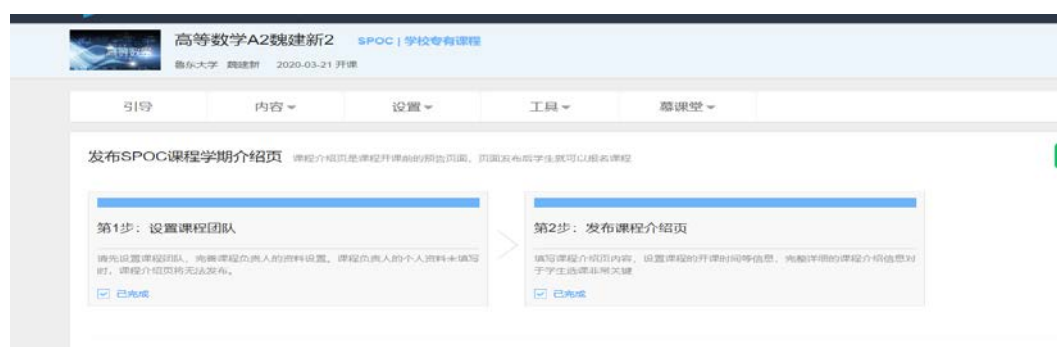 高等数学
高等数学A2魏建新2 SPOC | 学校专有课程
鲁东大学 魏建新 2020-03-21 开课
引导 内容 设置 工具 慕课堂
发布SPOC课程学期介绍页 课程介绍页是课程开课前的预告页面，页面发布后学生就可以报名课程
第1步：设置课程团队
第2步：发布课程介绍页
请先设置课程团队，完善课程负责人的资料设置。课程负责人的个人资料未填写
时，课程介绍页将无法发布。
填写课程介绍页内容，设置课程的开课时间等信息，完整详细的课程介绍信息对
于学生选课非常关键
已完成
已完成